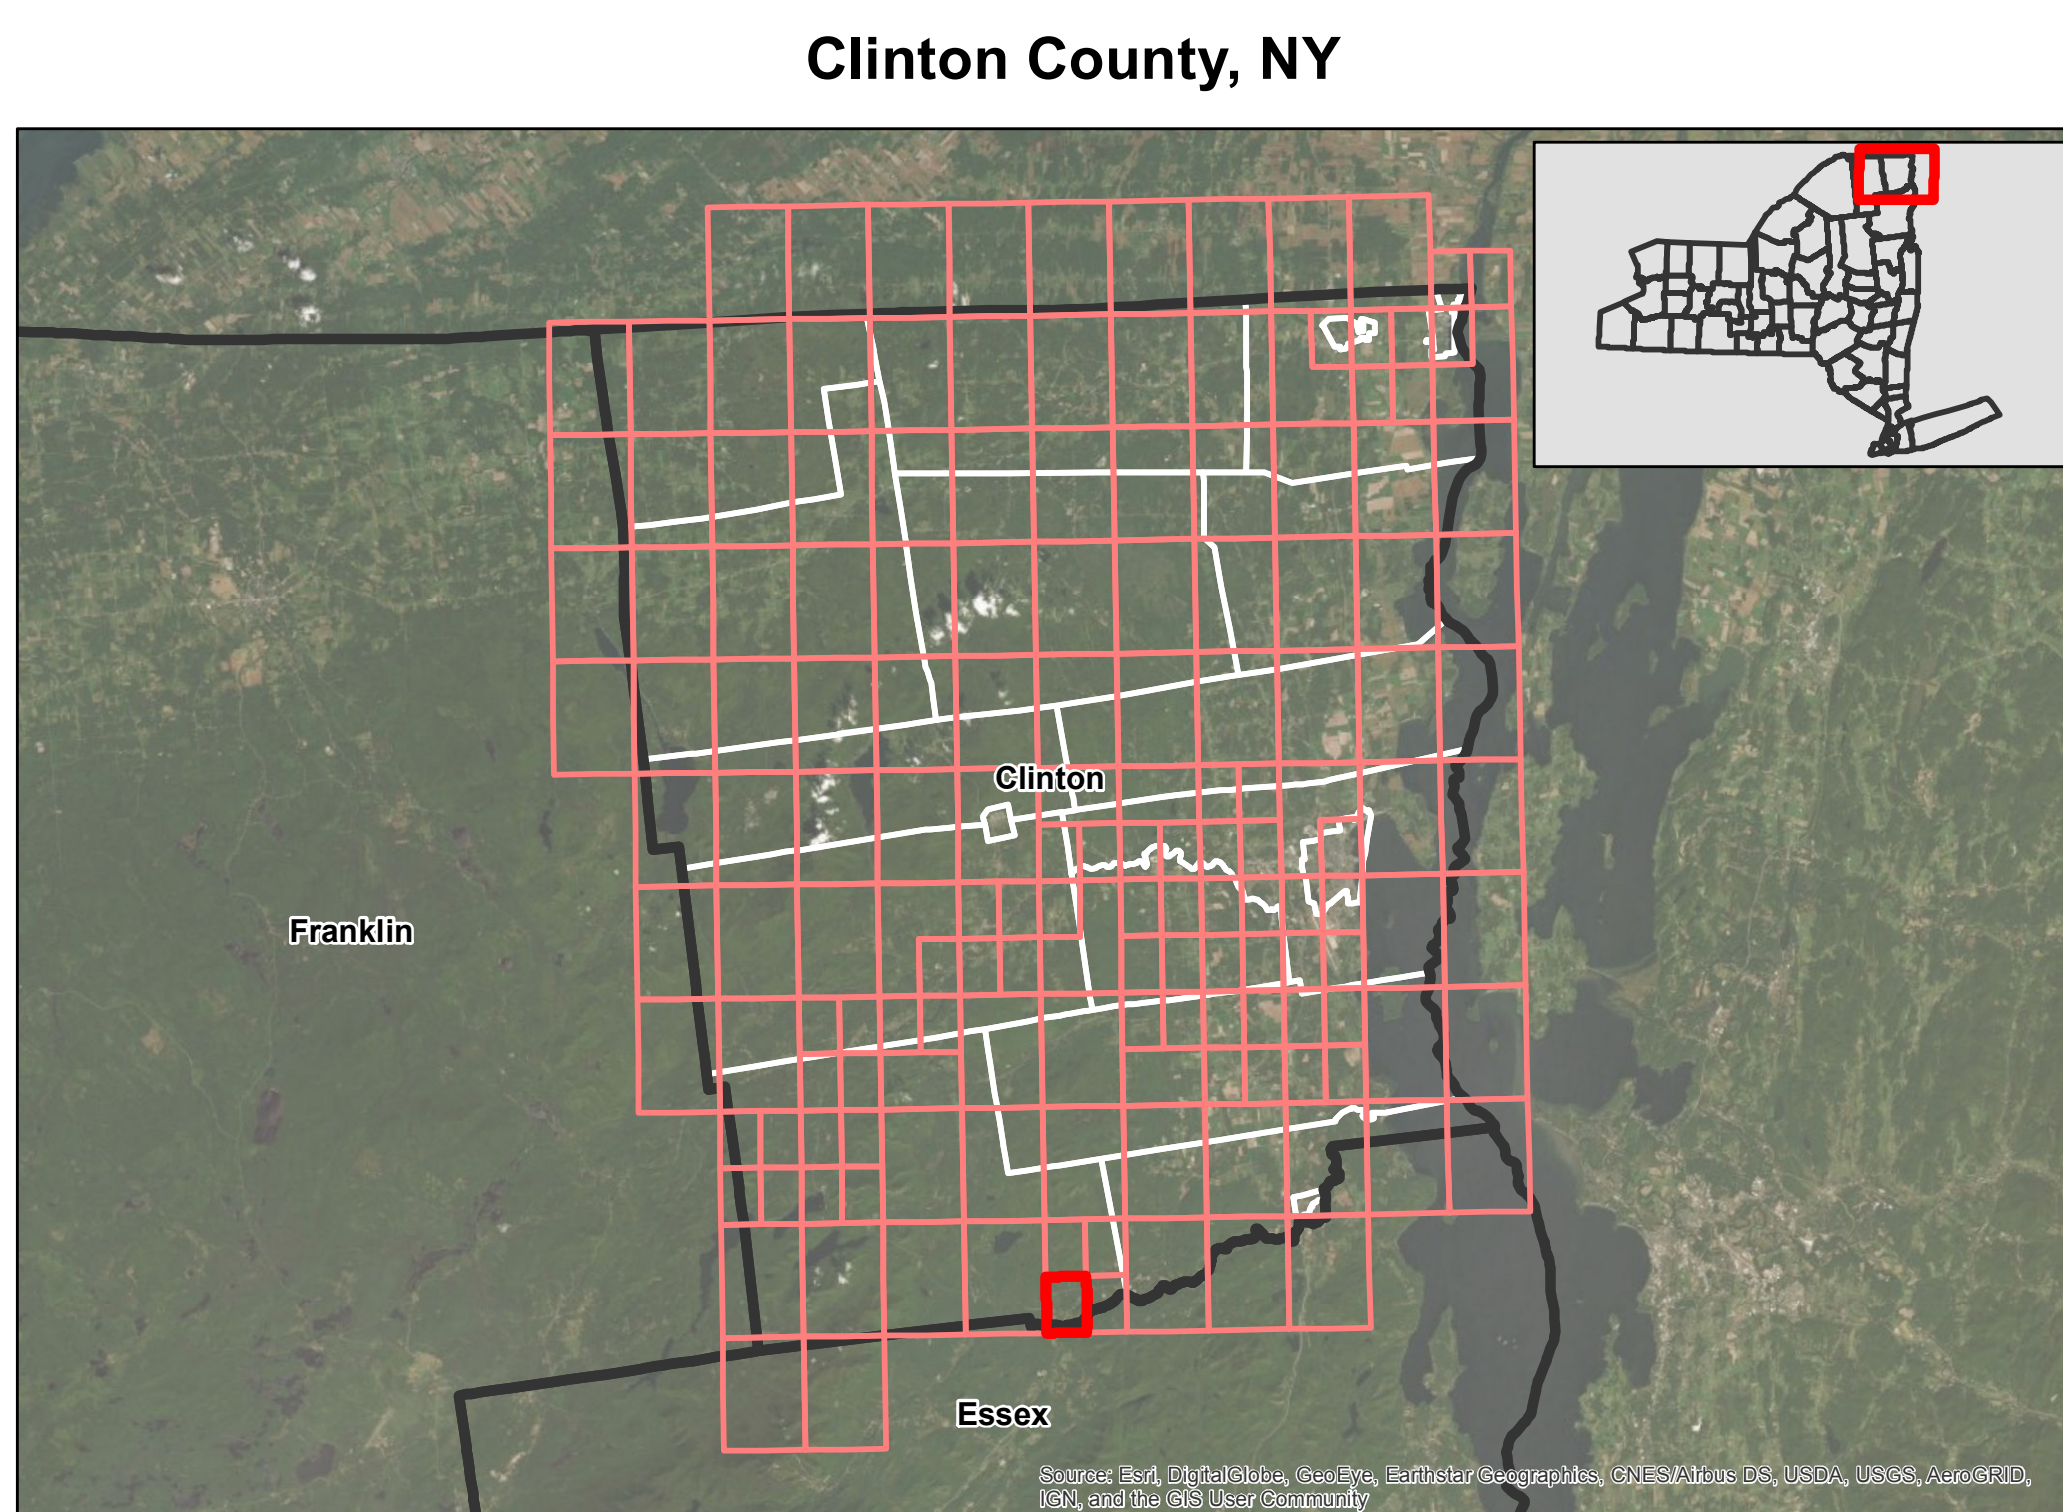 Clinton County, NY
Clinton
Franklin
Essex
Source: Esri, DigitalGlobe, GeoEye, Earthstar Geographics, CNES/Airbus DS, USDA, USGS, AeroGRID,
IGN, and the GIS User Community